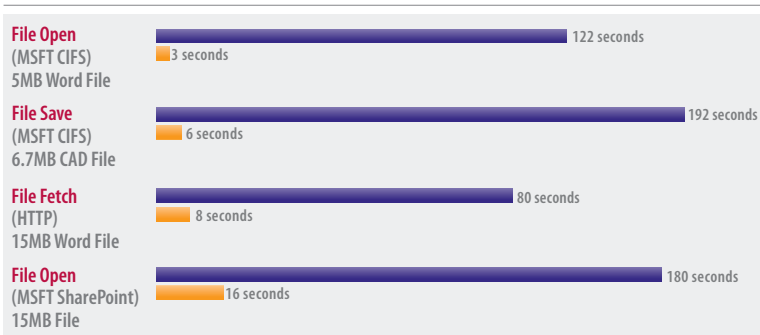 File Open
(MSFT CIFS)
5MB Word File
122 seconds
3 seconds
File Save
(MSFT CIFS)
6.7MB CAD File
192 seconds
6 seconds
File Fetch
(HTTP)
15MB Word File
80 seconds
8 seconds
File Open
(MSFT SharePoint)
15MB File
180 seconds
16 seconds